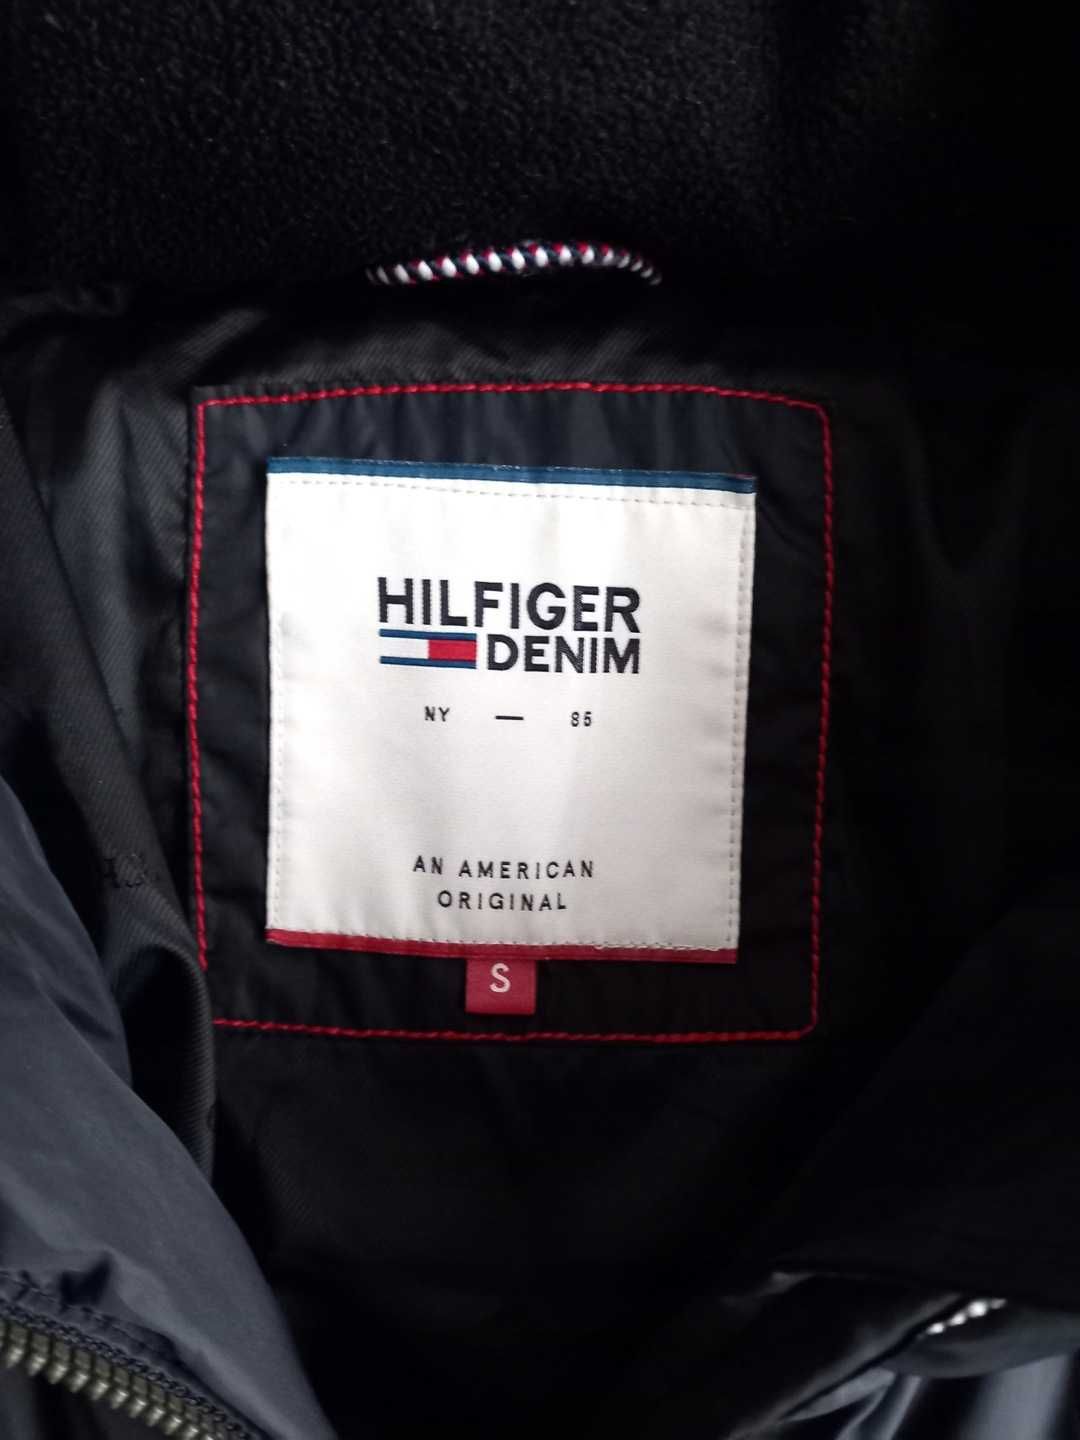 HILFIGER
DENIM
NY — 85
AN AMERICAN
ORIGINAL
S